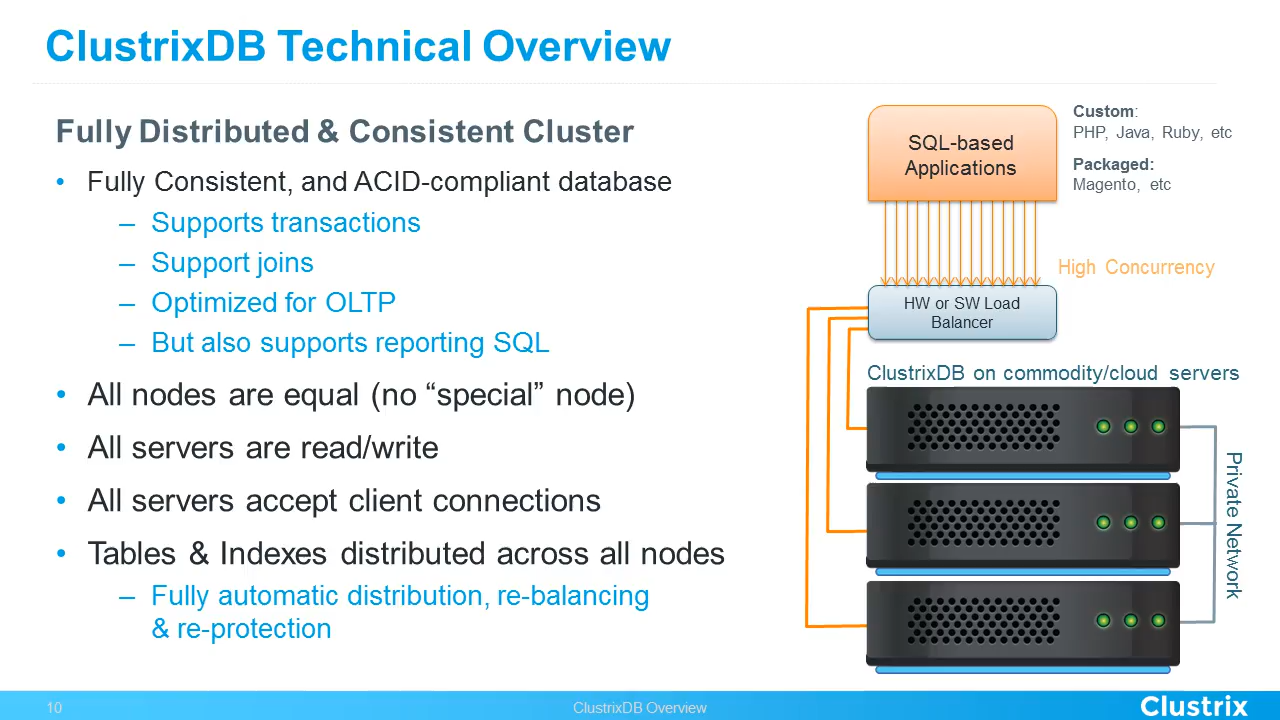 ClustrixDB Technical Overview
Fully Distributed & Consistent Cluster
• Fully Consistent, and ACID-compliant database
– Supports transactions
– Support joins
– Optimized for OLTP
– But also supports reporting SQL
• All nodes are equal (no “special” node)
• All servers are read/write
• All servers accept client connections
• Tables & Indexes distributed across all nodes
– Fully automatic distribution, re-balancing
& re-protection
SQL-based
Applications
Custom:
PHP, Java, Ruby, etc
Packaged:
Magento, etc
High Concurrency
HW or SW Load
Balancer
ClustrixDB on commodity/cloud servers
Private Network
10
ClustrixDB Overview
Clustrix